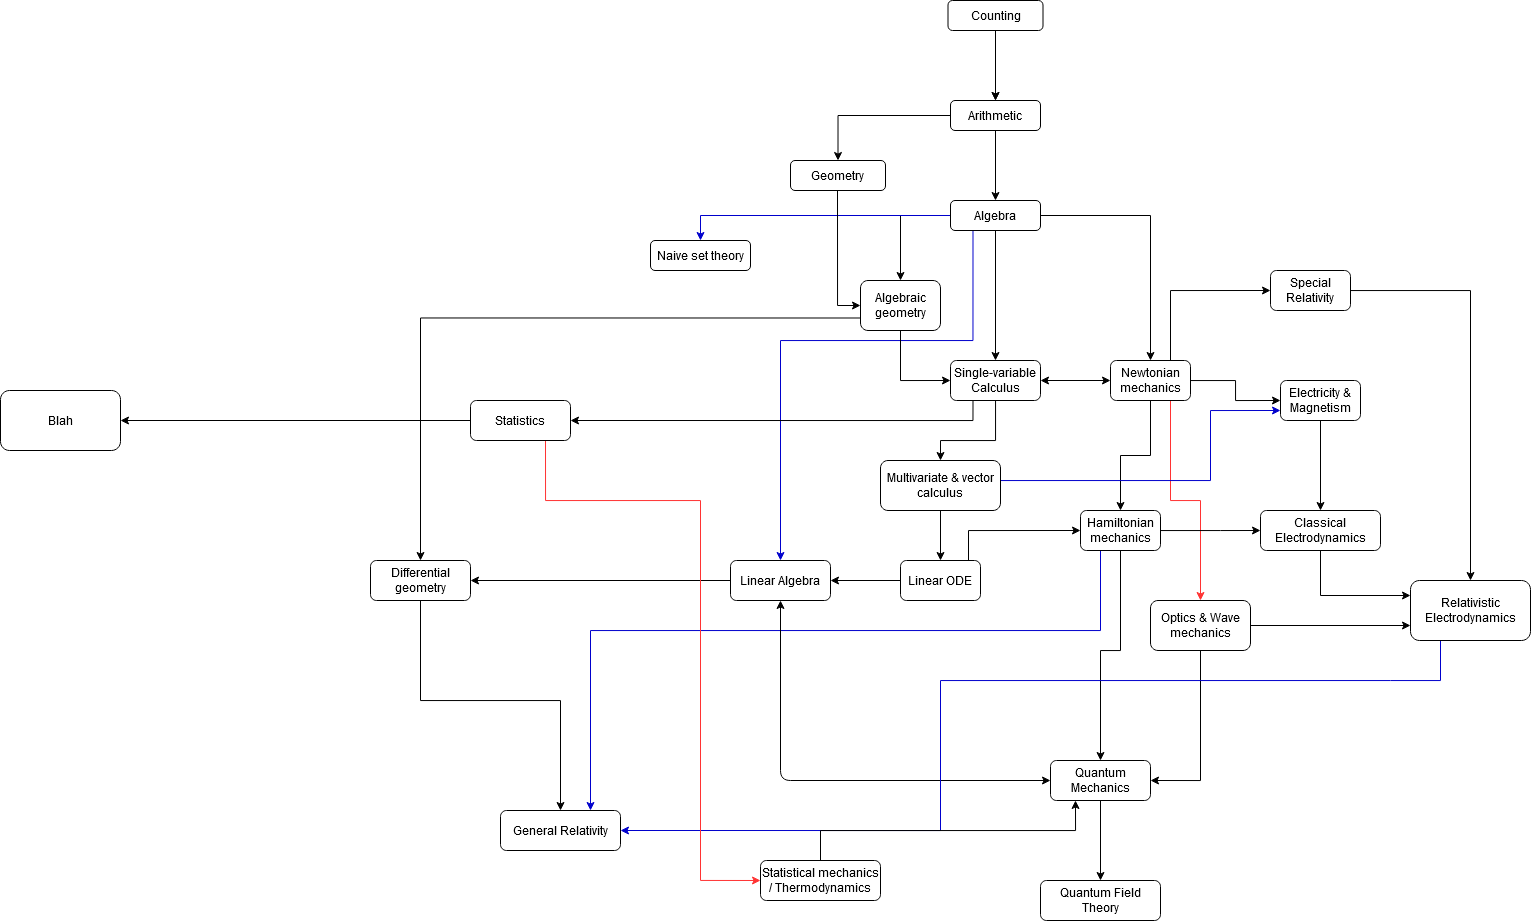 Counting
Arithmetic
Geometry
Algebra
Naive set theory
Algebraic
geometry
Special
Relativity
Single-variable
Calculus
Newtonian
mechanics
Electricity &
Magnetism
Blah
Statistics
Multivariate & vector
calculus
Hamiltonian
mechanics
Classical
Electrodynamics
Differential
geometry
Linear Algebra
Linear ODE
Optics & Wave
mechanics
Relativistic
Electrodynamics
Quantum
Mechanics
General Relativity
Statistical mechanics
/ Thermodynamics
Quantum Field
Theory